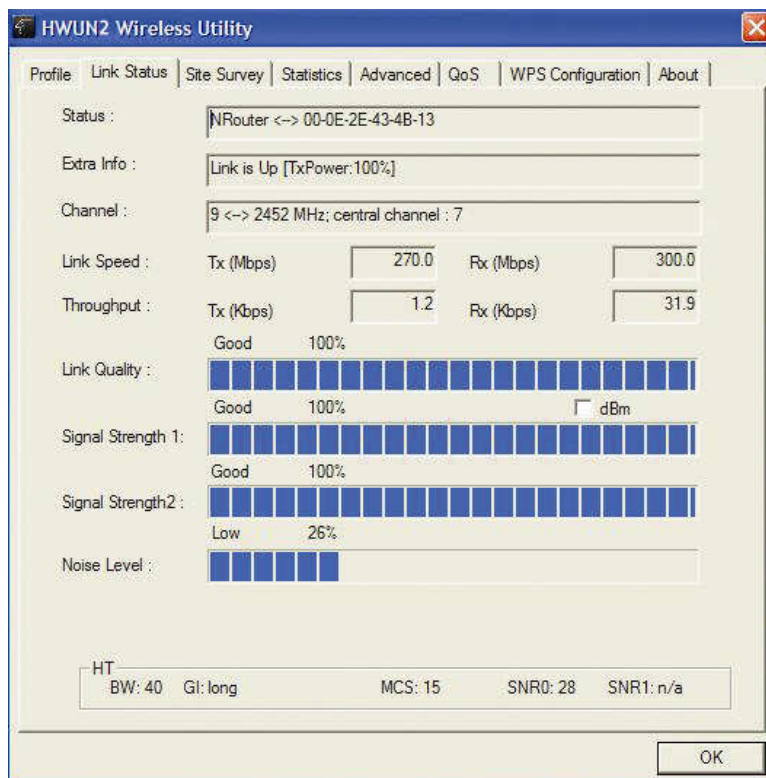 HWUN2 Wireless Utility
Profile Link Status Site Survey Statistics Advanced QoS WPS Configuration About
Status : NRouter <--> 00-0E-2E-43-4B-13
Extra Info : Link is Up [TxPower:100%]
Channel : 9 <--> 2452 MHz; central channel : 7
Link Speed : Tx (Mbps) 270.0 Rx (Mbps) 300.0
Throughput : Tx (Kbps) 1.2 Rx (Kbps) 31.9
Good 100%
Link Quality :
Good 100% dBm
Signal Strength 1:
Good 100%
Signal Strength2 :
Low 26%
Noise Level :
HT
BW: 40 GI: long MCS: 15 SNR0: 28 SNR1: n/a
OK